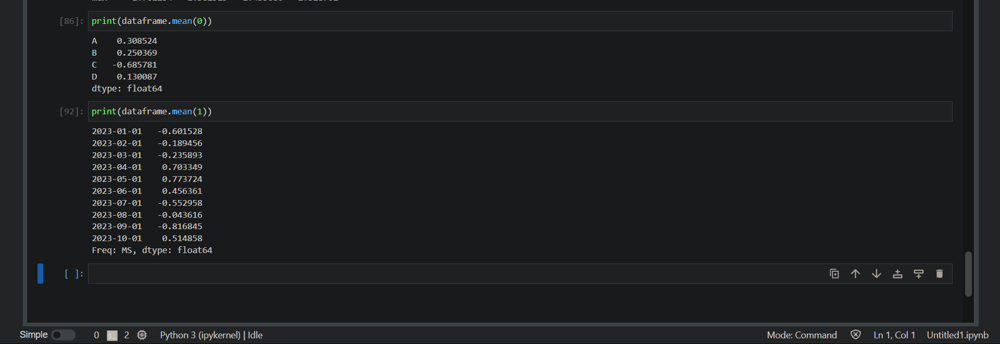 [86]: print(dataframe.mean(0))
A    0.308524
B    0.250369
C   -0.685781
D    0.130087
dtype: float64
[92]: print(dataframe.mean(1))
2023-01-01   -0.601528
2023-02-01   -0.189456
2023-03-01   -0.235893
2023-04-01    0.703349
2023-05-01    0.773724
2023-06-01    0.456361
2023-07-01   -0.552958
2023-08-01   -0.043616
2023-09-01   -0.816845
2023-10-01    0.514858
Freq: MS, dtype: float64
[ ]:
Simple 0 2 Python 3 (ipykernel) | Idle Mode: Command Ln 1, Col 1 Untitled1.ipynb